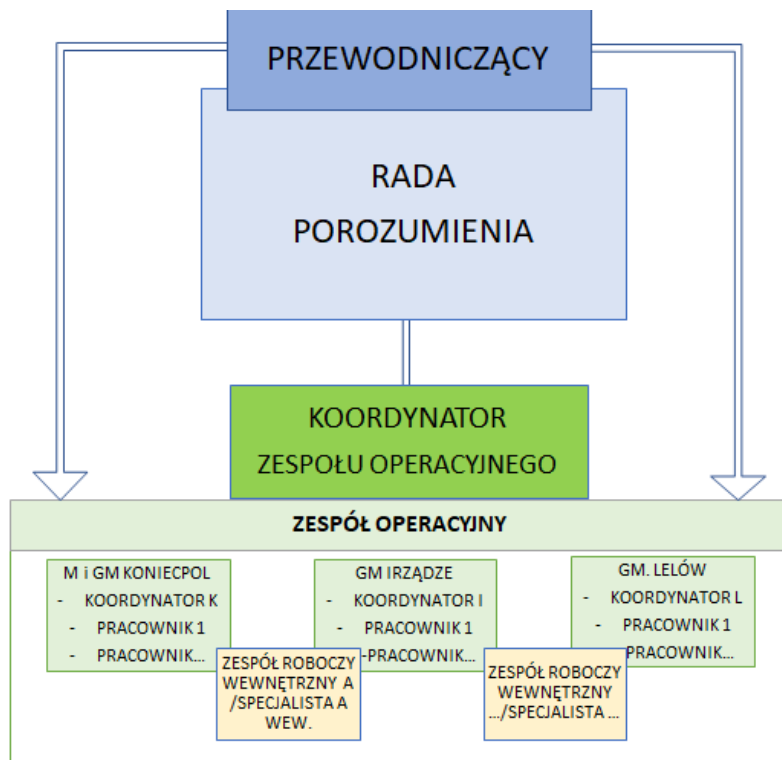 PRZEWODNICZĄCY
RADA
POROZUMIENIA
KOORDYNATOR
ZESPOŁU OPERACYJNEGO
ZESPÓŁ OPERACYJNY
M i GM KONIECPOL
- KOORDYNATOR K
- PRACOWNIK 1
- PRACOWNIK...
GM IRZĄDZE
- KOORDYNATOR I
- PRACOWNIK 1
-PRACOWNIK...
GM. LELÓW
- KOORDYNATOR L
- PRACOWNIK 1
PRACOWNIK...
ZESPÓŁ ROBOCZY
WEWNĘTRZNY A
/SPECJALISTA A
WEW.
ZESPÓŁ ROBOCZY
WEWNĘTRZNY
.../SPECJALISTA ...